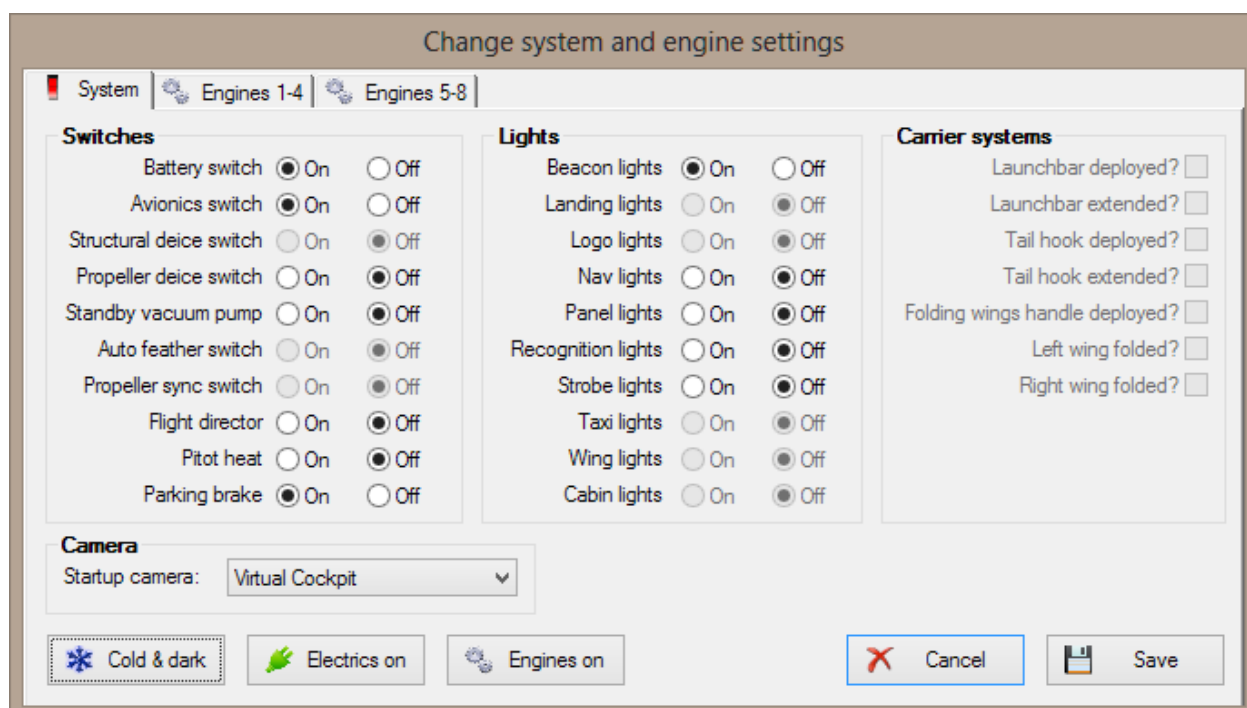 Change system and engine settings
System Engines 1-4 Engines 5-8
Switches
Battery switch On Off
Avionics switch On Off
Structural deice switch On Off
Propeller deice switch On Off
Standby vacuum pump On Off
Auto feather switch On Off
Propeller sync switch On Off
Flight director On Off
Pitot heat On Off
Parking brake On Off
Lights
Beacon lights On Off
Landing lights On Off
Logo lights On Off
Nav lights On Off
Panel lights On Off
Recognition lights On Off
Strobe lights On Off
Taxi lights On Off
Wing lights On Off
Cabin lights On Off
Carrier systems
Launchbar deployed?
Launchbar extended?
Tail hook deployed?
Tail hook extended?
Folding wings handle deployed?
Left wing folded?
Right wing folded?
Camera
Startup camera: Virtual Cockpit
Cold & dark Electrics on Engines on Cancel Save